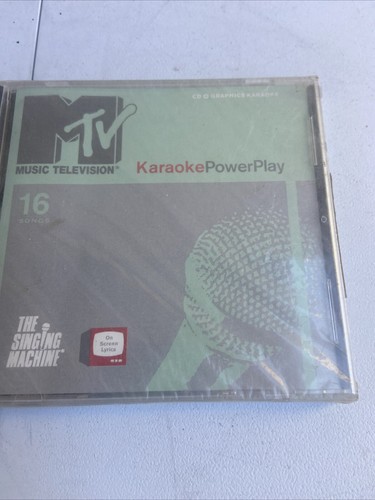 CD & GRAPHICS KARAOKE
MTV
MUSIC TELEVISION®
KaraokePowerPlay
16
SONGS
THE
SINGING
MACHINE®
On
Screen
Lyrics